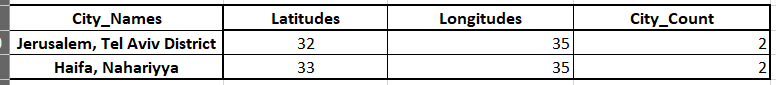 City_Names Latitudes Longitudes City_Count
Jerusalem, Tel Aviv District 32 35 2
Haifa, Nahariyya 33 35 2